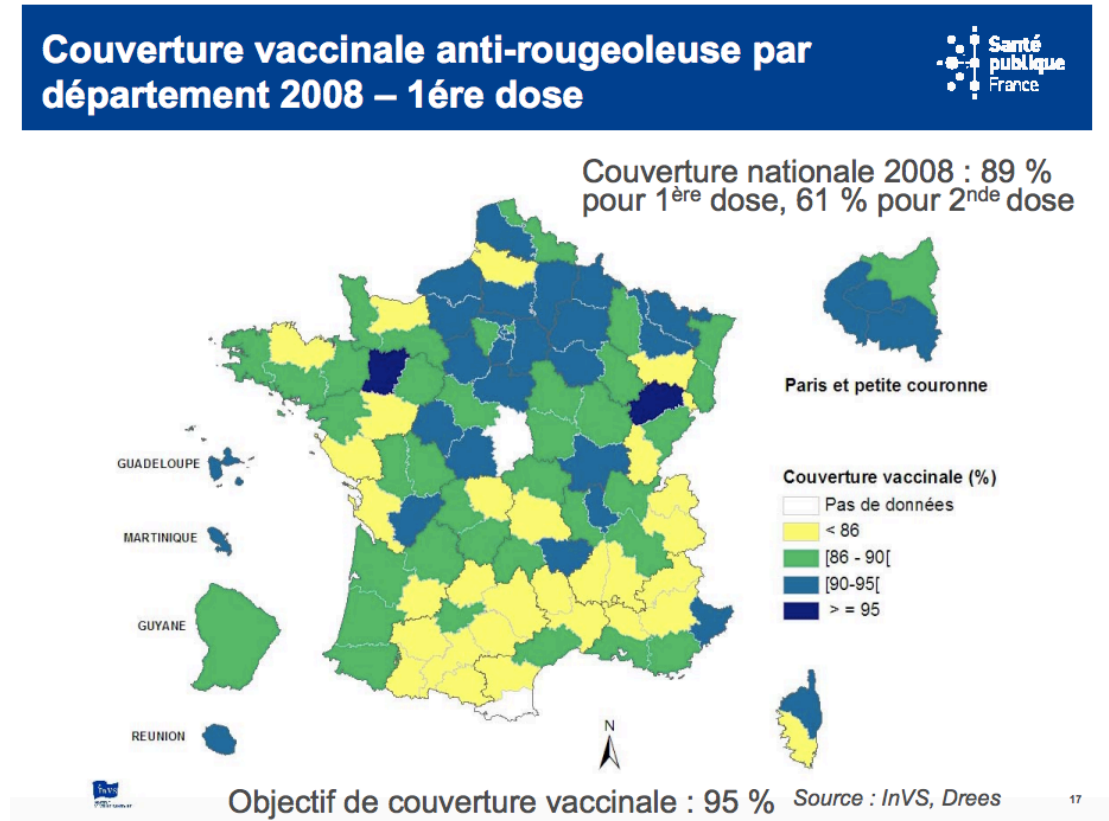 Couverture vaccinale anti-rougeoleuse par
département 2008 – 1ére dose
Santé
publique
France
Couverture nationale 2008 : 89 %
pour 1ère dose, 61 % pour 2nde dose
Paris et petite couronne
GUADELOUPE
MARTINIQUE
GUYANE
REUNION
Couverture vaccinale (%)
Pas de données
< 86
[86 - 90[
[90-95[
> = 95
N
InVS
Objectif de couverture vaccinale : 95 %
Source : InVS, Drees
17